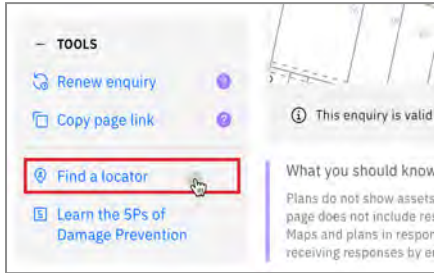 — TOOLS
Renew enquiry ?
Copy page link ?
This enquiry is valid
Find a locator
What you should know
Learn the 5Ps of
Damage Prevention
Plans do not show assets
page does not include res
Maps and plans in respon
receiving responses by e